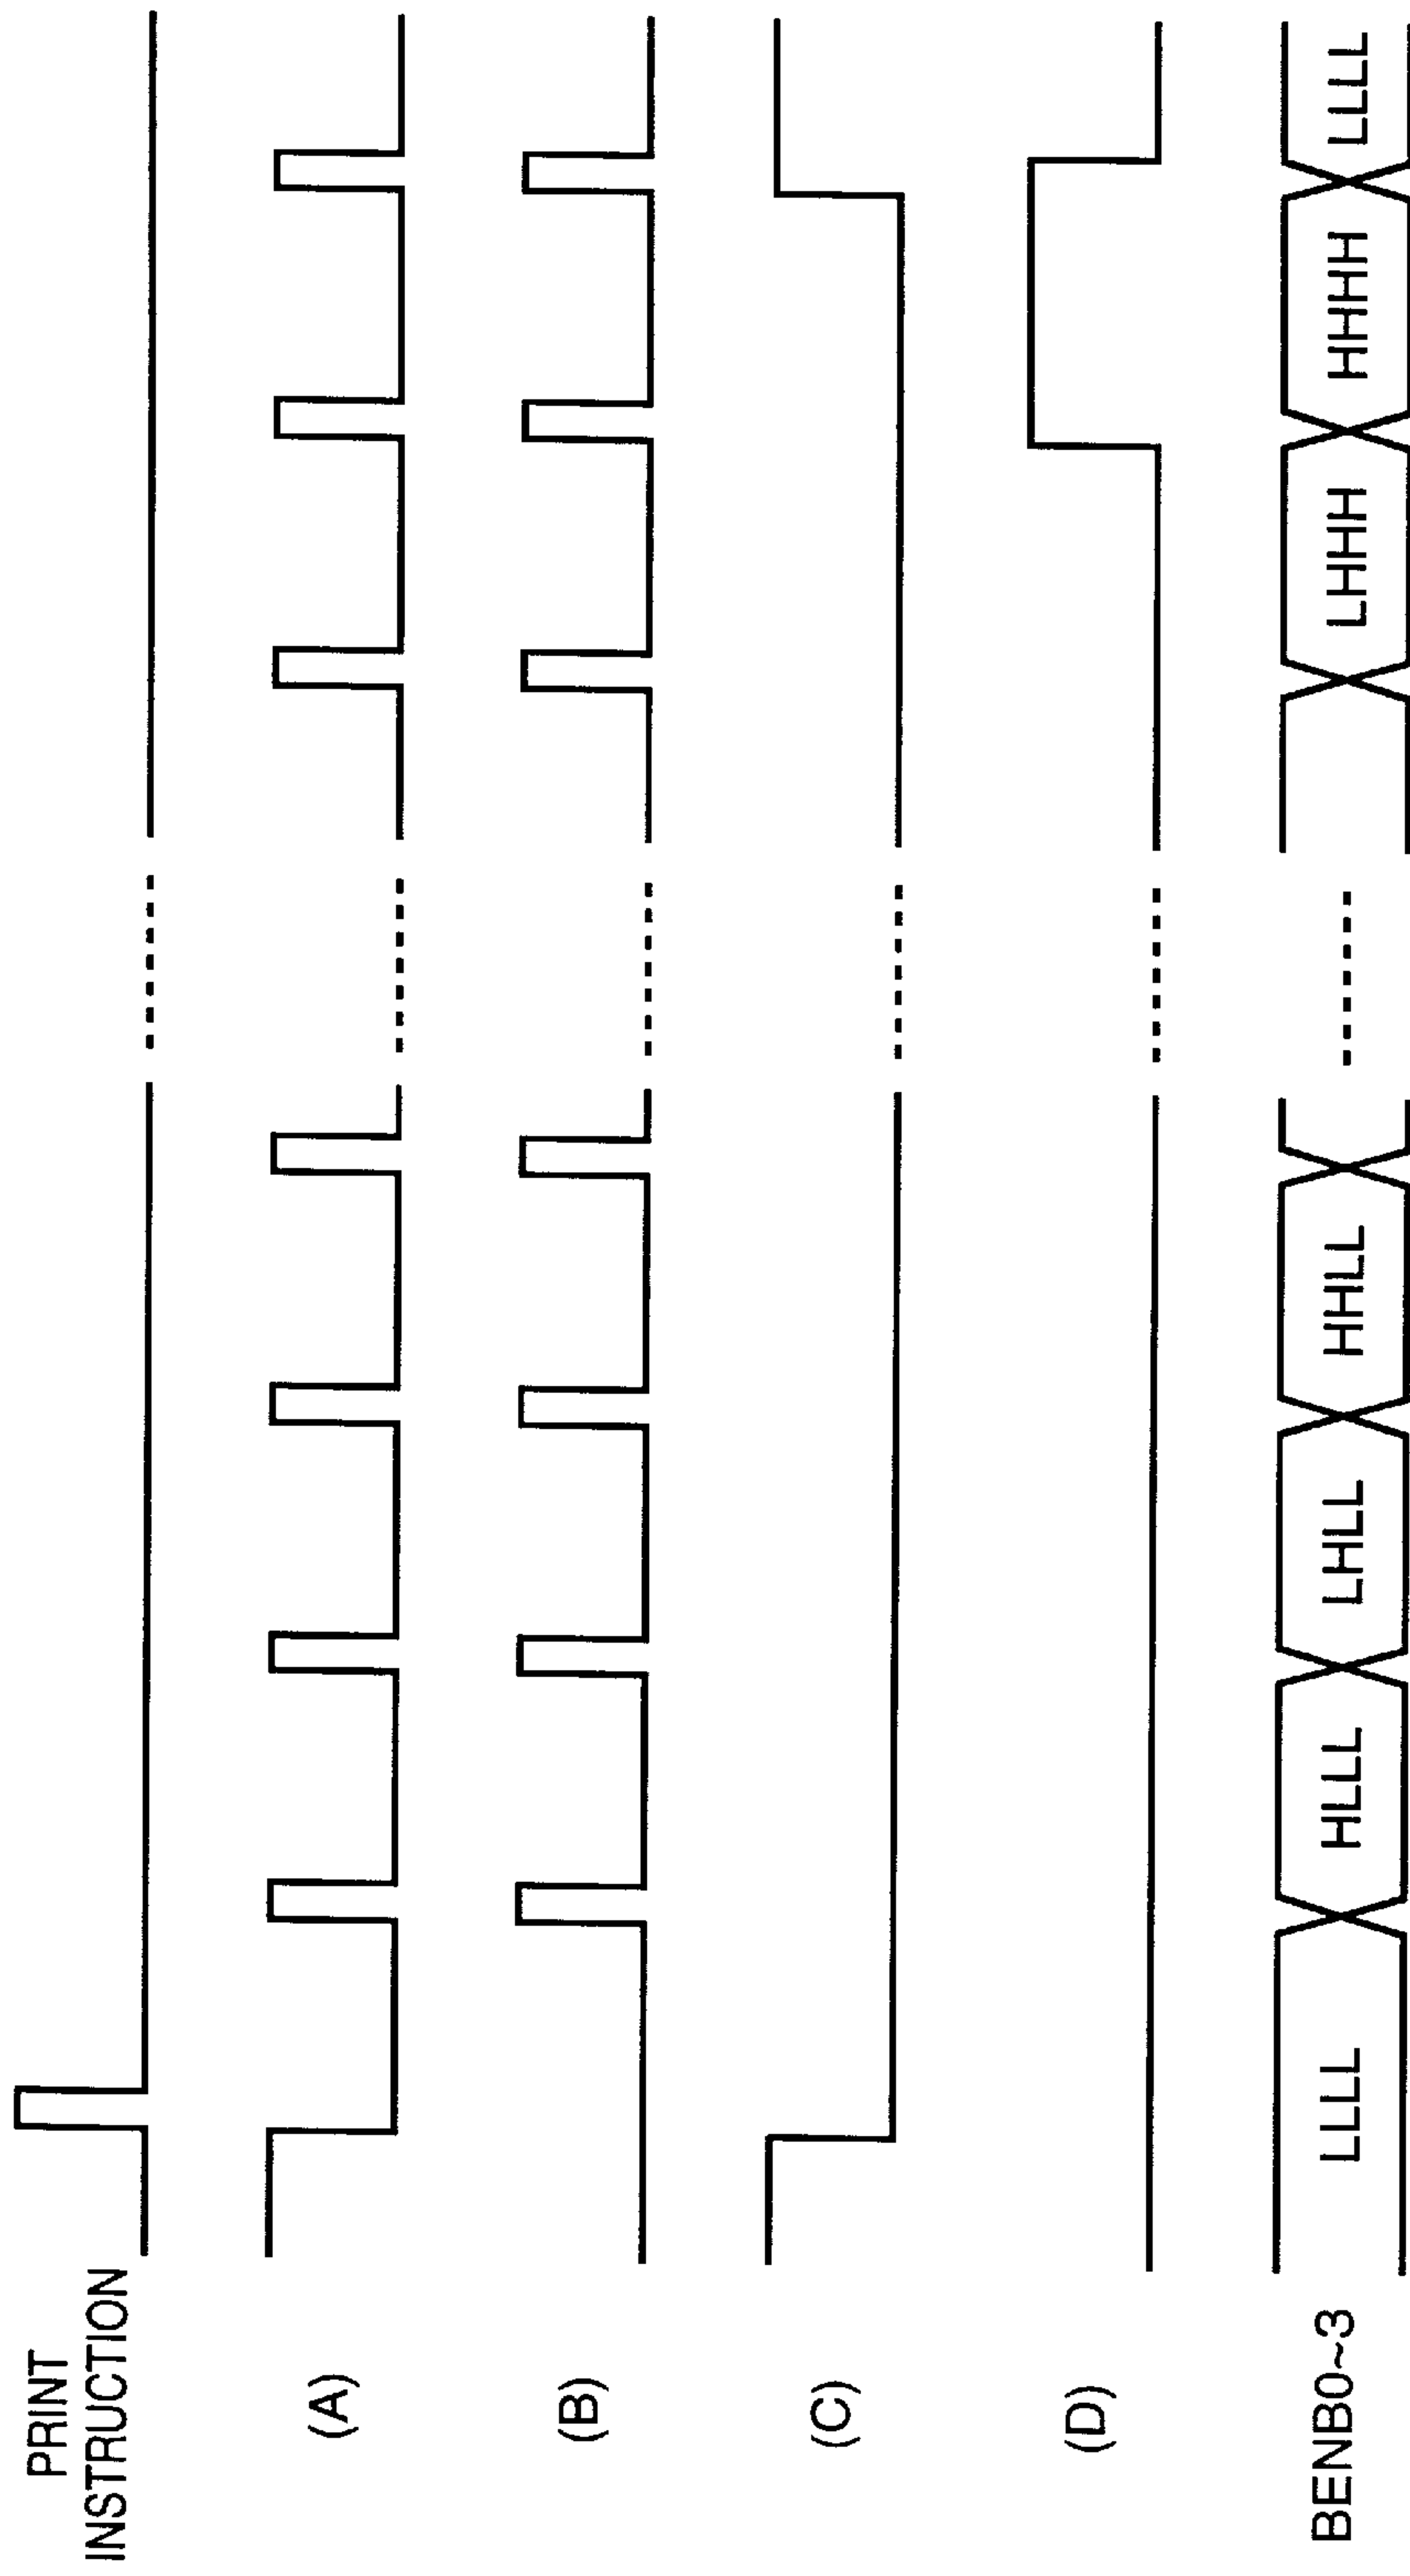 PRINT
INSTRUCTION
(A)
(B)
(C)
(D)
BENB0~3
LLLL
HLLL
LHLL
HHLL
LHHH
HHHH
LLLL